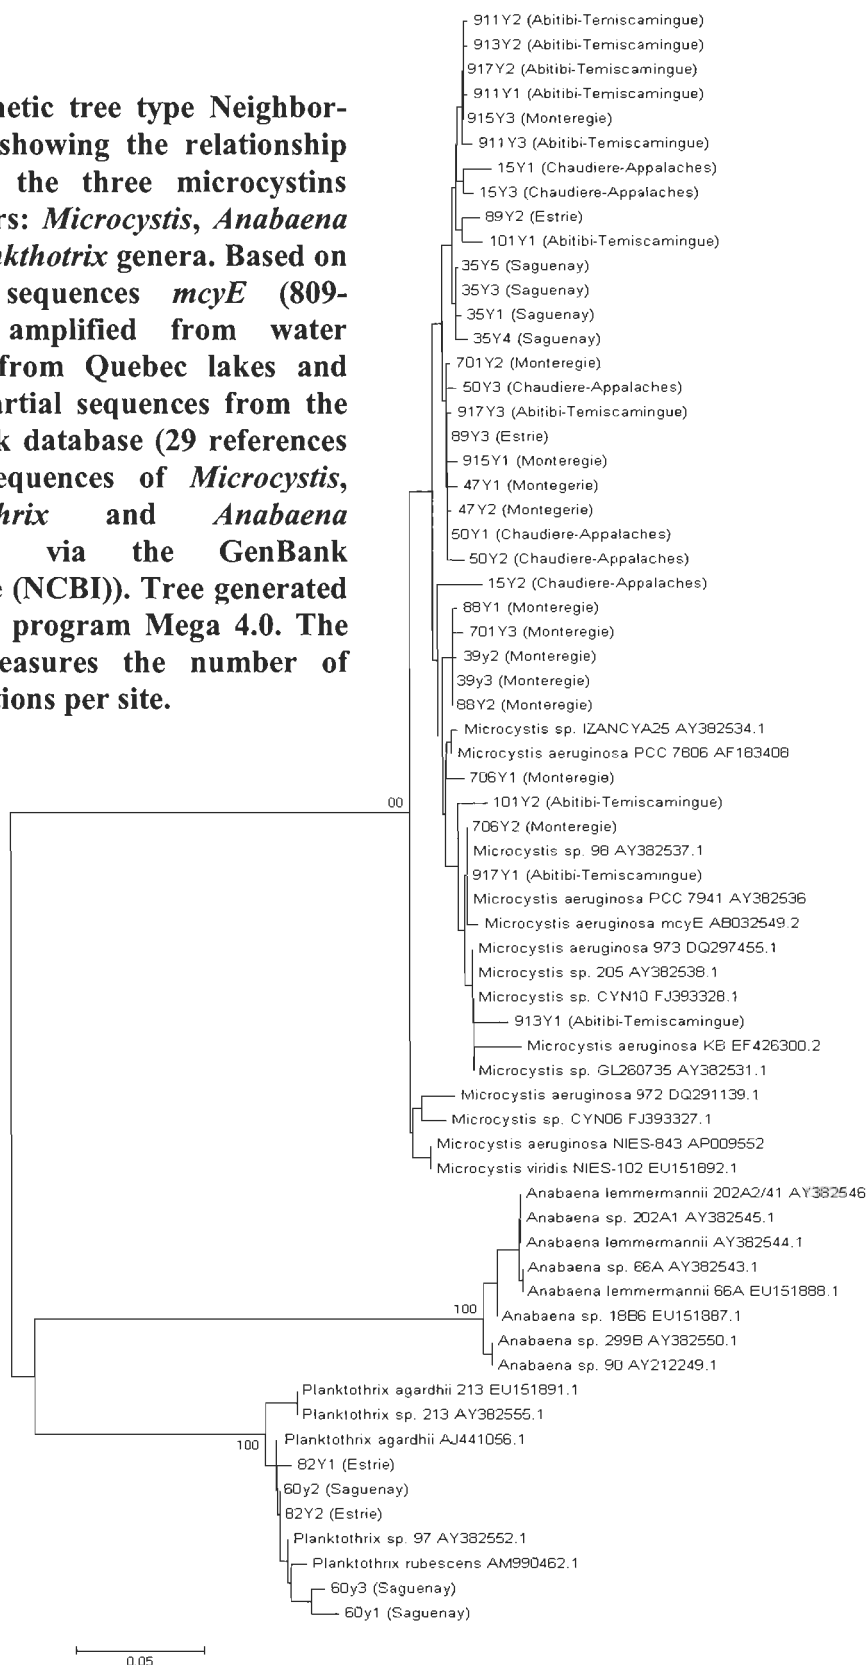 netic tree type Neighbor-
showing the relationship
the three microcystins
rs: Microcystis, Anabaena
nkthotrix genera. Based on
sequences mcyE (809-
amplified from water
from Quebec lakes and
artial sequences from the
k database (29 references
equences of Microcystis,
hrix and Anabaena
via the GenBank
e (NCBI)). Tree generated
program Mega 4.0. The
easures the number of
tions per site.
911Y2 (Abitibi-Temiscamingue)
913Y2 (Abitibi-Temiscamingue)
917Y2 (Abitibi-Temiscamingue)
911Y1 (Abitibi-Temiscamingue)
915Y3 (Monteregie)
911Y3 (Abitibi-Temiscamingue)
15Y1 (Chaudiere-Appalaches)
15Y3 (Chaudiere-Appalaches)
89Y2 (Estrie)
101Y1 (Abitibi-Temiscamingue)
35Y5 (Saguenay)
35Y3 (Saguenay)
35Y1 (Saguenay)
35Y4 (Saguenay)
701Y2 (Monteregie)
50Y3 (Chaudiere-Appalaches)
917Y3 (Abitibi-Temiscamingue)
89Y3 (Estrie)
915Y1 (Monteregie)
47Y1 (Montegerie)
47Y2 (Monteregie)
50Y1 (Chaudiere-Appalaches)
50Y2 (Chaudiere-Appalaches)
15Y2 (Chaudiere-Appalaches)
88Y1 (Monteregie)
701Y3 (Monteregie)
39y2 (Monteregie)
39y3 (Monteregie)
88Y2 (Monteregie)
Microcystis sp. IZANCYA25 AY382534.1
Microcystis aeruginosa PCC 7806 AF183408
706Y1 (Monteregie)
00
101Y2 (Abitibi-Temiscamingue)
706Y2 (Monteregie)
Microcystis sp. 98 AY382537.1
917Y1 (Abitibi-Temiscamingue)
Microcystis aeruginosa PCC 7941 AY382536
Microcystis aeruginosa mcyE AB032549.2
Microcystis aeruginosa 973 DQ297455.1
Microcystis sp. 205 AY382538.1
Microcystis sp. CYN10 FJ393328.1
913Y1 (Abitibi-Temiscamingue)
Microcystis aeruginosa KB EF426300.2
Microcystis sp. GL260735 AY382531.1
Microcystis aeruginosa 972 DQ291139.1
Microcystis sp. CYN06 FJ393327.1
Microcystis aeruginosa NIES-843 AP009552
Microcystis viridis NIES-102 EU151892.1
Anabaena lemmermannii 202A2/41 AY382546
Anabaena sp. 202A1 AY382545.1
Anabaena lemmermannii AY382544.1
Anabaena sp. 66A AY382543.1
Anabaena lemmermannii 66A EU151888.1
100
Anabaena sp. 18B6 EU151887.1
Anabaena sp. 299B AY382550.1
Anabaena sp. 90 AY212249.1
Planktothrix agardhii 213 EU151891.1
Planktothrix sp. 213 AY382555.1
100
Planktothrix agardhii AJ441056.1
82Y1 (Estrie)
60y2 (Saguenay)
82Y2 (Estrie)
Planktothrix sp. 97 AY382552.1
Planktothrix rubescens AM990462.1
60y3 (Saguenay)
60y1 (Saguenay)
0.05